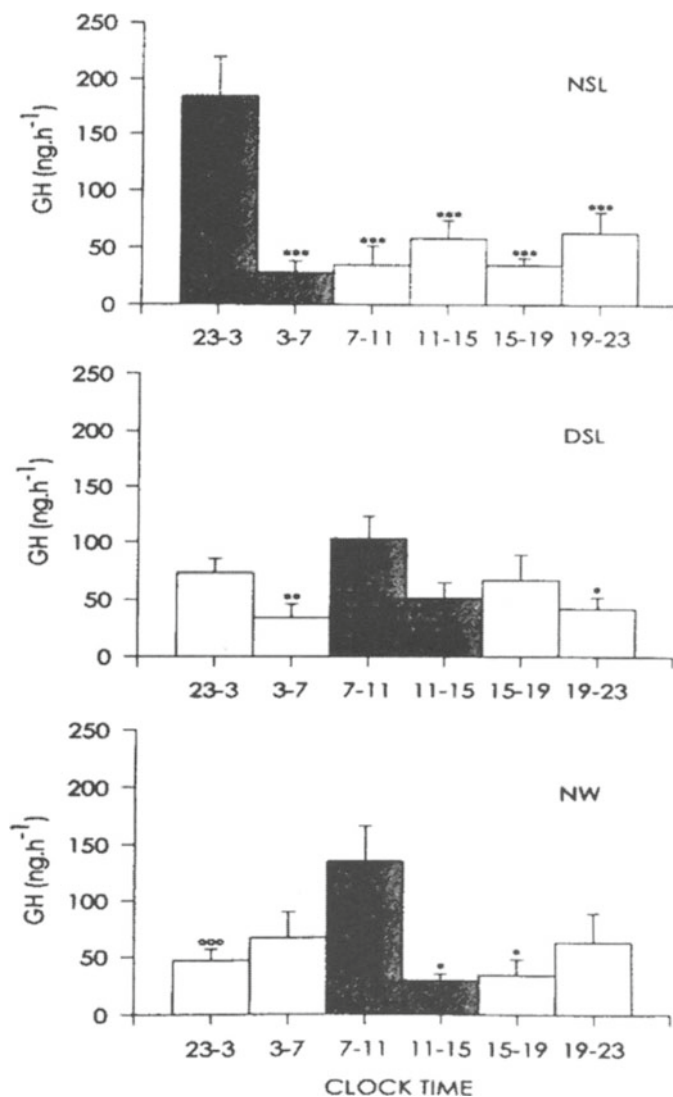 250
200
150
100
50
0
GH (ng.h⁻¹)
NSL
***
***
***
***
***
23-3 3-7 7-11 11-15 15-19 19-23
250
200
150
100
50
0
GH (ng.h⁻¹)
DSL
**
*
23-3 3-7 7-11 11-15 15-19 19-23
250
200
150
100
50
0
GH (ng.h⁻¹)
NW
***
*
*
23-3 3-7 7-11 11-15 15-19 19-23
CLOCK TIME